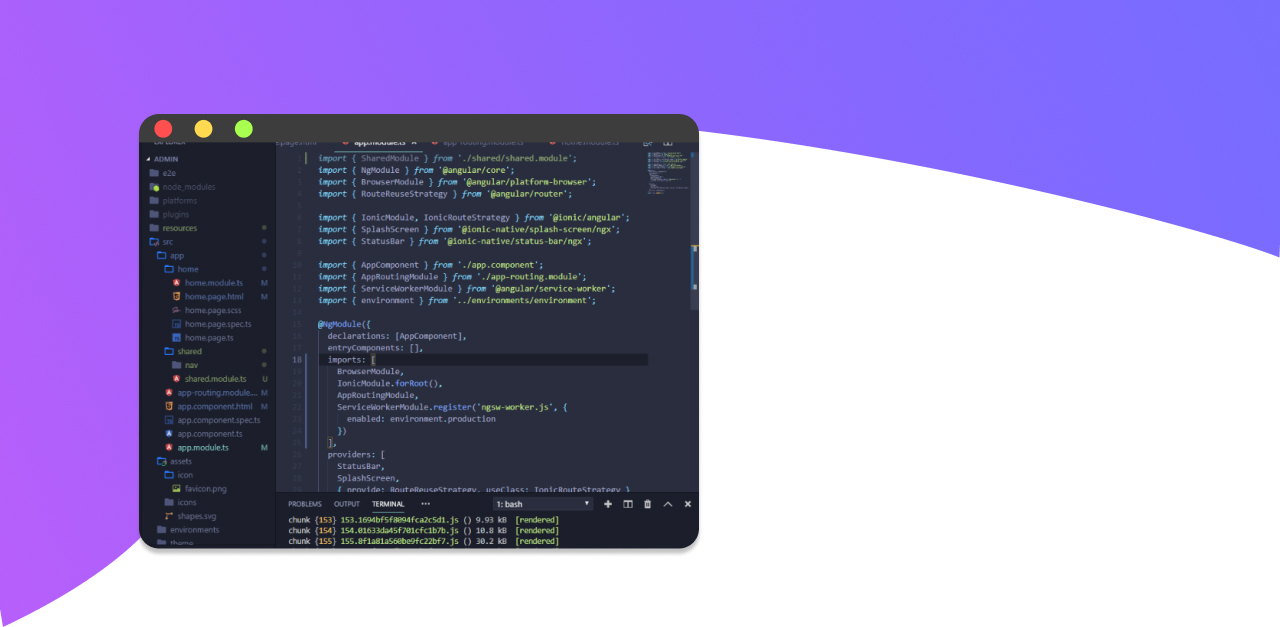 ADMIN
e2e
node_modules
platforms
plugins
resources
src
app
home
home.module.ts M
home.page.html M
home.page.scss
home.page.spec.ts
home.page.ts
shared
nav
shared.module.ts U
app-routing.module... M
app.component.html M
app.component.spec.ts
app.component.ts
app.module.ts M
assets
icon
favicon.png
icons
shapes.svg
environments
theme
page.html app.module.ts app-routing.module.ts home.module.ts
import { SharedModule } from './shared/shared.module';
import { NgModule } from '@angular/core';
import { BrowserModule } from '@angular/platform-browser';
import { RouteReuseStrategy } from '@angular/router';
import { IonicModule, IonicRouteStrategy } from '@ionic/angular';
import { SplashScreen } from '@ionic-native/splash-screen/ngx';
import { StatusBar } from '@ionic-native/status-bar/ngx';
import { AppComponent } from './app.component';
import { AppRoutingModule } from './app-routing.module';
import { ServiceWorkerModule } from '@angular/service-worker';
import { environment } from '../environments/environment';
@NgModule({
declarations: [AppComponent],
entryComponents: [],
18 imports: [
BrowserModule,
IonicModule.forRoot(),
AppRoutingModule,
ServiceWorkerModule.register('ngsw-worker.js', {
enabled: environment.production
})
],
providers: [
StatusBar,
SplashScreen,
{ provide: RouteReuseStrategy, useClass: IonicRouteStrategy }
PROBLEMS OUTPUT TERMINAL ••• 1: bash
chunk {153} 153.1694bf5f8094fca2c5d1.js () 9.93 kB [rendered]
chunk {154} 154.01633da45f701cfc1b7b.js () 10.8 kB [rendered]
chunk {155} 155.8f1a81a560be9fc22bf7.js () 30.2 kB [rendered]